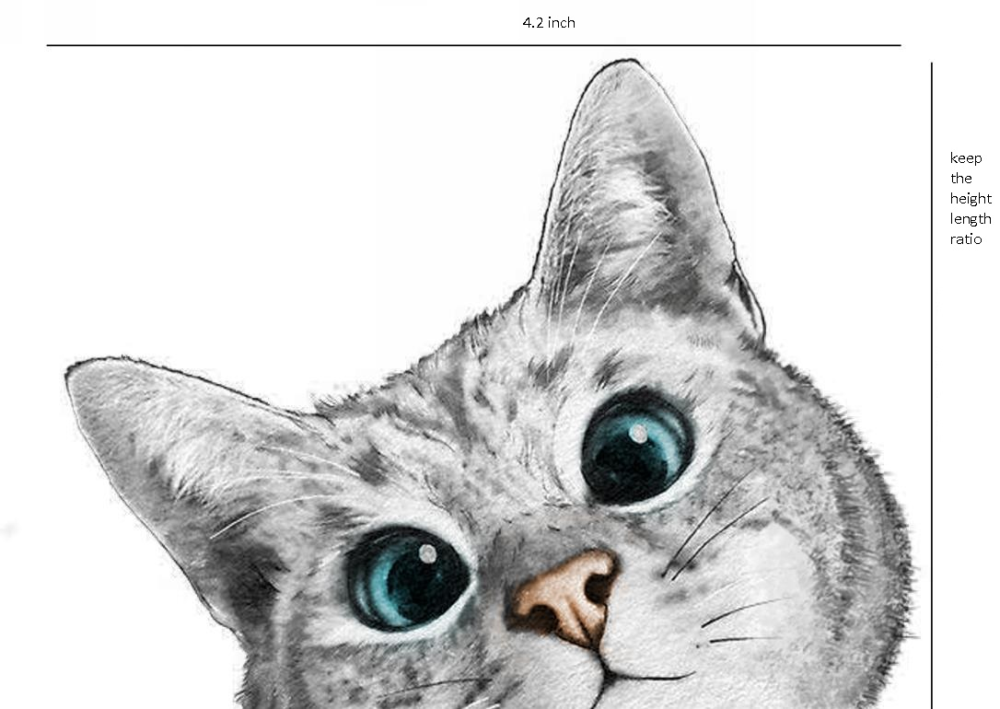 4.2 inch
keep
the
height
length
ratio